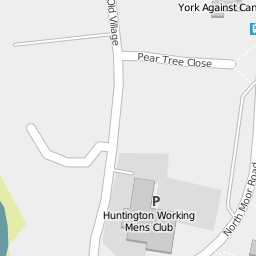 York Against Can
Old Village
Pear Tree Close
P
Huntington Working
Mens Club
North Moor Road